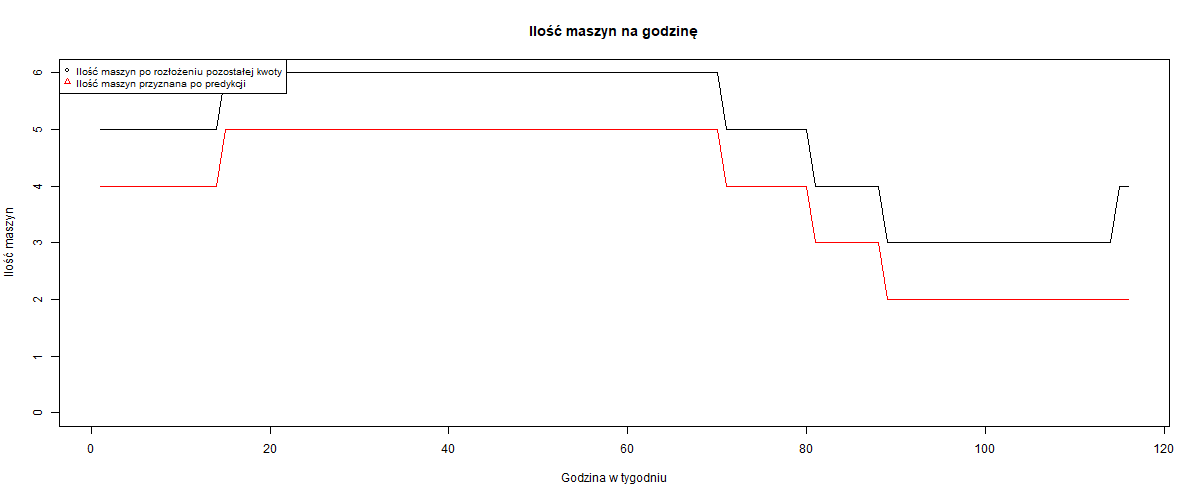 Ilość maszyn na godzinę
Ilość maszyn po rozłożeniu pozostałej kwoty
Ilość maszyn przyznana po predykcji
Ilość maszyn
6
5
4
3
2
1
0
0 20 40 60 80 100 120
Godzina w tygodniu